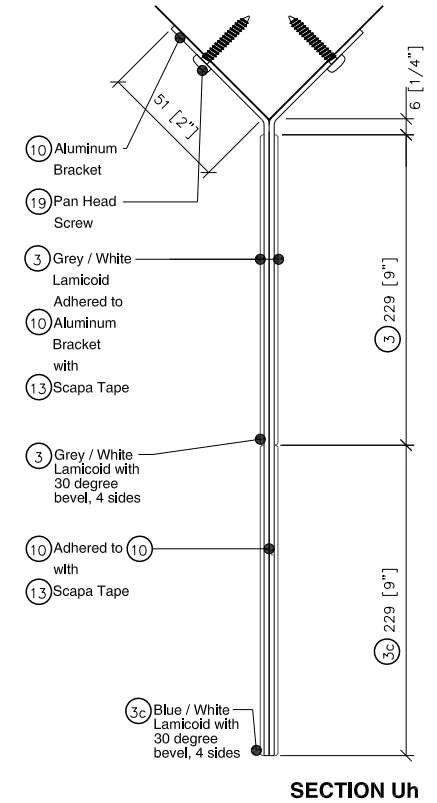 51 [2"]
6 [1/4"]
10 Aluminum
Bracket
19 Pan Head
Screw
3 Grey / White
Lamicoid
Adhered to
10 Aluminum
Bracket
with
13 Scapa Tape
3 229 [9"]
3 Grey / White
Lamicoid with
30 degree
bevel, 4 sides
10 Adhered to 10
with
13 Scapa Tape
3c 229 [9"]
3c Blue / White
Lamicoid with
30 degree
bevel, 4 sides
SECTION Uh